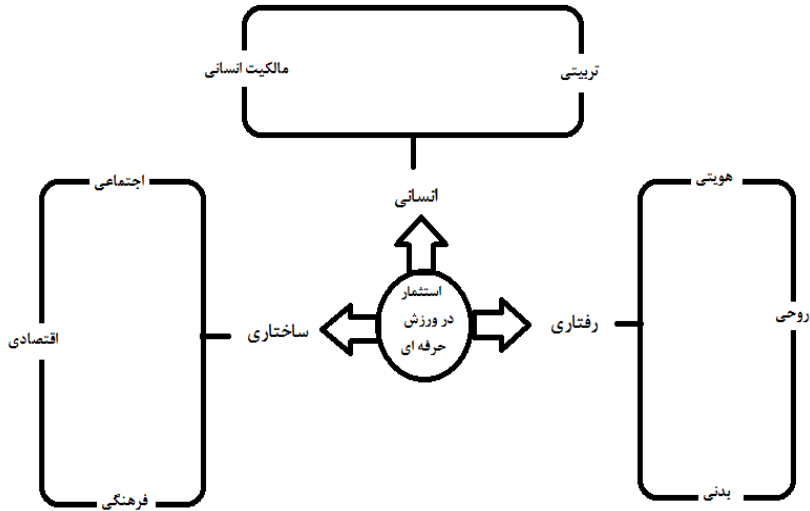 مالکیت انسانی
تربیتی
انسانی
اجتماعی
هویتی
استثمار
در ورزش
حرفه ای
ساختاری
رفتاری
اقتصادی
روحی
فرهنگی
بدنی